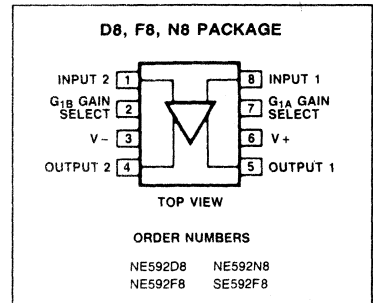 D8, F8, N8 PACKAGE
INPUT 2 1 8 INPUT 1
G1B GAIN SELECT 2 7 G1A GAIN SELECT
V− 3 6 V+
OUTPUT 2 4 5 OUTPUT 1
TOP VIEW
ORDER NUMBERS
NE592D8 NE592N8
NE592F8 SE592F8